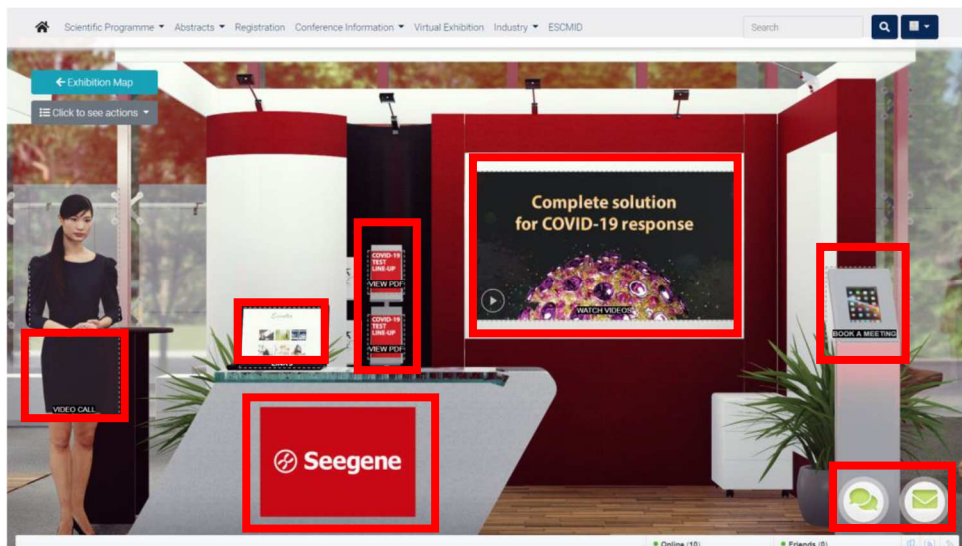 Scientific Programme Abstracts Registration Conference Information Virtual Exhibition Industry ESCMID Search
Exhibition Map
Click to see actions
Complete solution
for COVID-19 response
COVID-19
TEST
LINE-UP
VIEW PDF
COVID-19
TEST
LINE-UP
VIEW PDF
WATCH VIDEOS
BOOK A MEETING
VIDEO CALL
Seegene
Online (10) Friends (0)